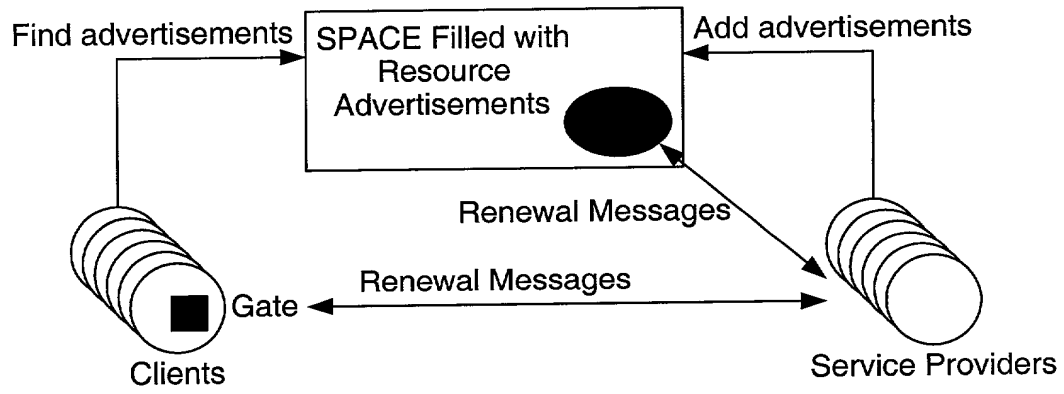 Find advertisements
SPACE Filled with
Resource
Advertisements
Add advertisements
Renewal Messages
Renewal Messages
Gate
Clients
Service Providers